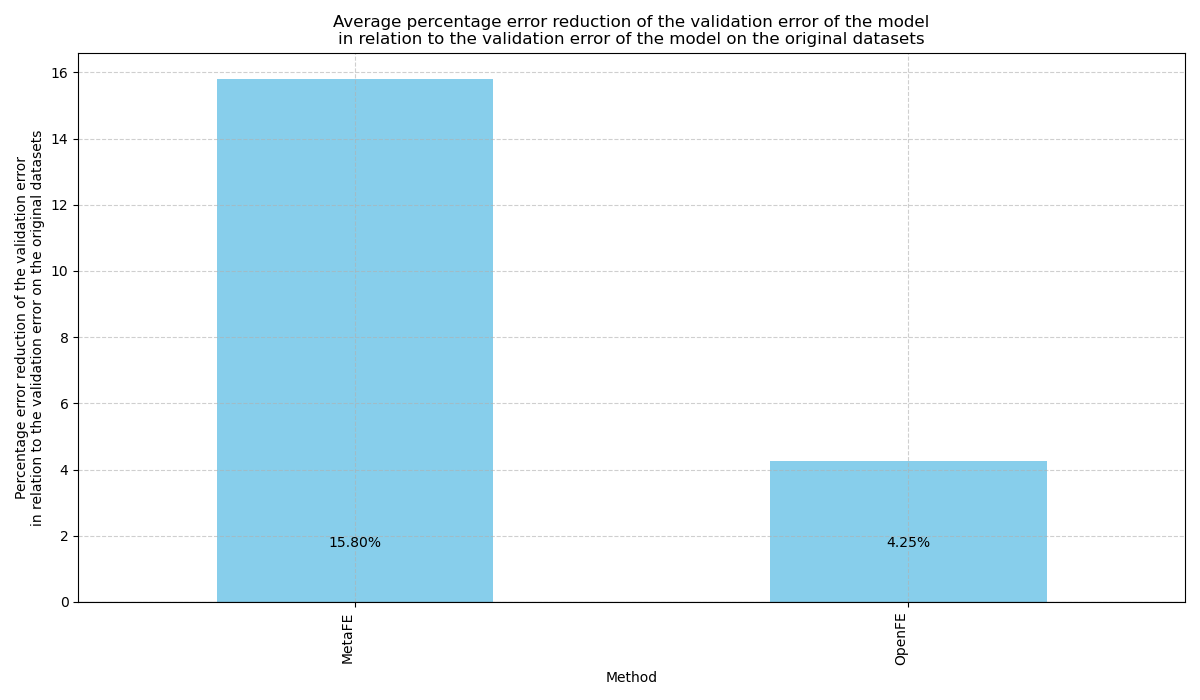 Average percentage error reduction of the validation error of the model
in relation to the validation error of the model on the original datasets
Percentage error reduction of the validation error
in relation to the validation error on the original datasets
16
14
12
10
8
6
4
2
0
15.80%
4.25%
MetaFE
OpenFE
Method